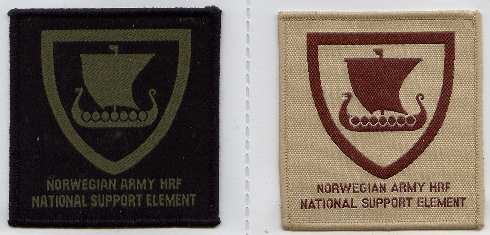 NORWEGIAN ARMY HRF
NATIONAL SUPPORT ELEMENT
NORWEGIAN ARMY HRF
NATIONAL SUPPORT ELEMENT